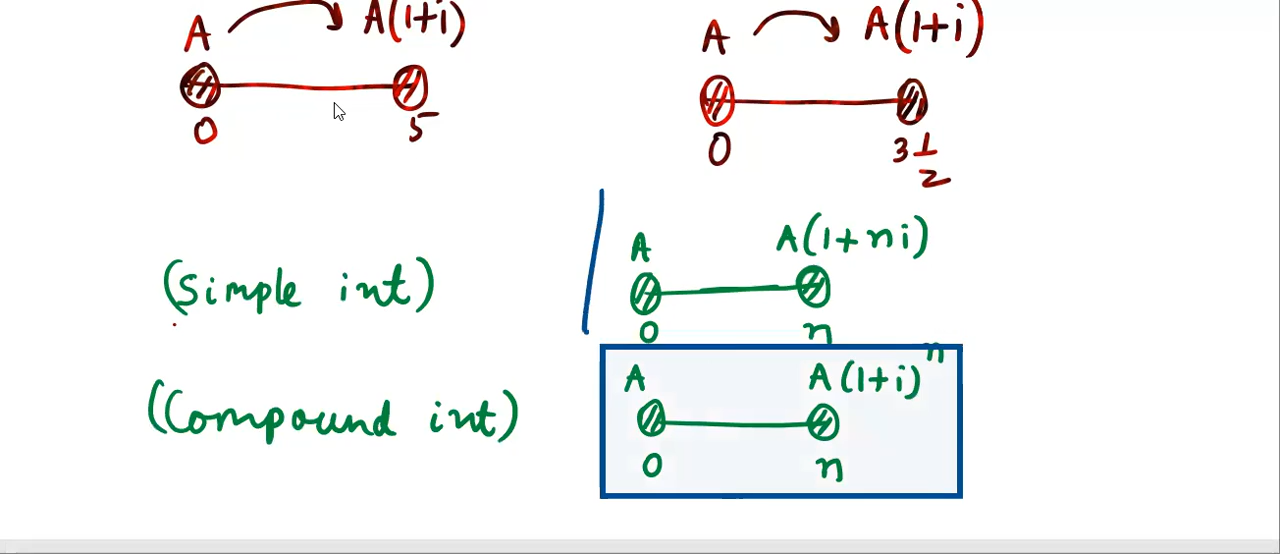 A A(1+i)
0 5
A A(1+i)
0 3 1/2
(Simple int)
A A(1+ni)
0 n
(Compound int)
A A(1+i)^n
0 n